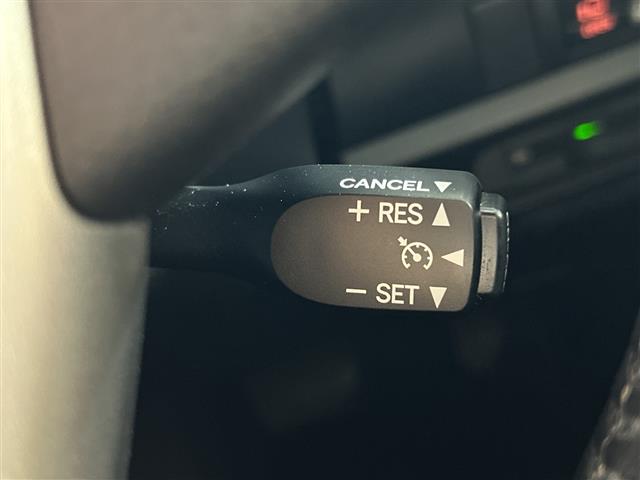 CANCEL ▼
+ RES ▲
◄
− SET ▼